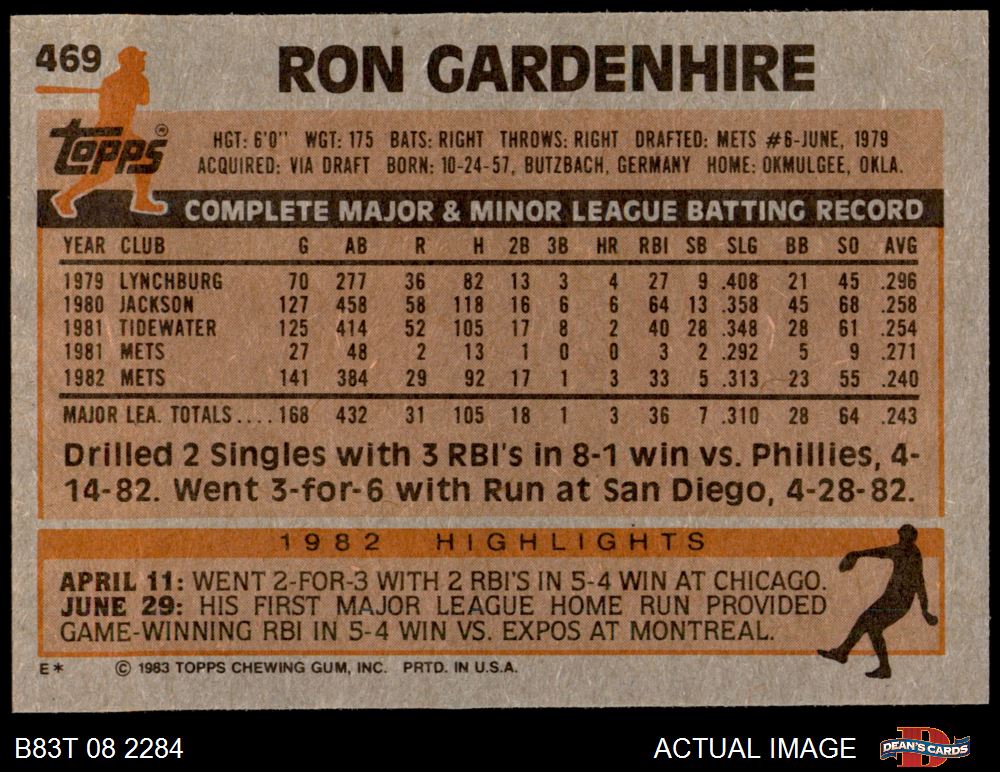 469
RON GARDENHIRE
Topps®
HGT: 6'0" WGT: 175 BATS: RIGHT THROWS: RIGHT DRAFTED: METS #6-JUNE, 1979
ACQUIRED: VIA DRAFT BORN: 10-24-57, BUTZBACH, GERMANY HOME: OKMULGEE, OKLA.
COMPLETE MAJOR & MINOR LEAGUE BATTING RECORD
YEAR CLUB G AB R H 2B 3B HR RBI SB SLG BB SO AVG
1979 LYNCHBURG 70 277 36 82 13 3 4 27 9 .408 21 45 .296
1980 JACKSON 127 458 58 118 16 6 6 64 13 .358 45 68 .258
1981 TIDEWATER 125 414 52 105 17 8 2 40 28 .348 28 61 .254
1981 METS 27 48 2 13 1 0 0 3 2 .292 5 9 .271
1982 METS 141 384 29 92 17 1 3 33 5 .313 23 55 .240
MAJOR LEA. TOTALS....168 432 31 105 18 1 3 36 7 .310 28 64 .243
Drilled 2 Singles with 3 RBI's in 8-1 win vs. Phillies, 4-
14-82. Went 3-for-6 with Run at San Diego, 4-28-82.
1982 HIGHLIGHTS
APRIL 11: WENT 2-FOR-3 WITH 2 RBI'S IN 5-4 WIN AT CHICAGO.
JUNE 29: HIS FIRST MAJOR LEAGUE HOME RUN PROVIDED
GAME-WINNING RBI IN 5-4 WIN VS. EXPOS AT MONTREAL.
E* © 1983 TOPPS CHEWING GUM, INC. PRTD. IN U.S.A.
B83T 08 2284
ACTUAL IMAGE
D
DEAN'S CARDS